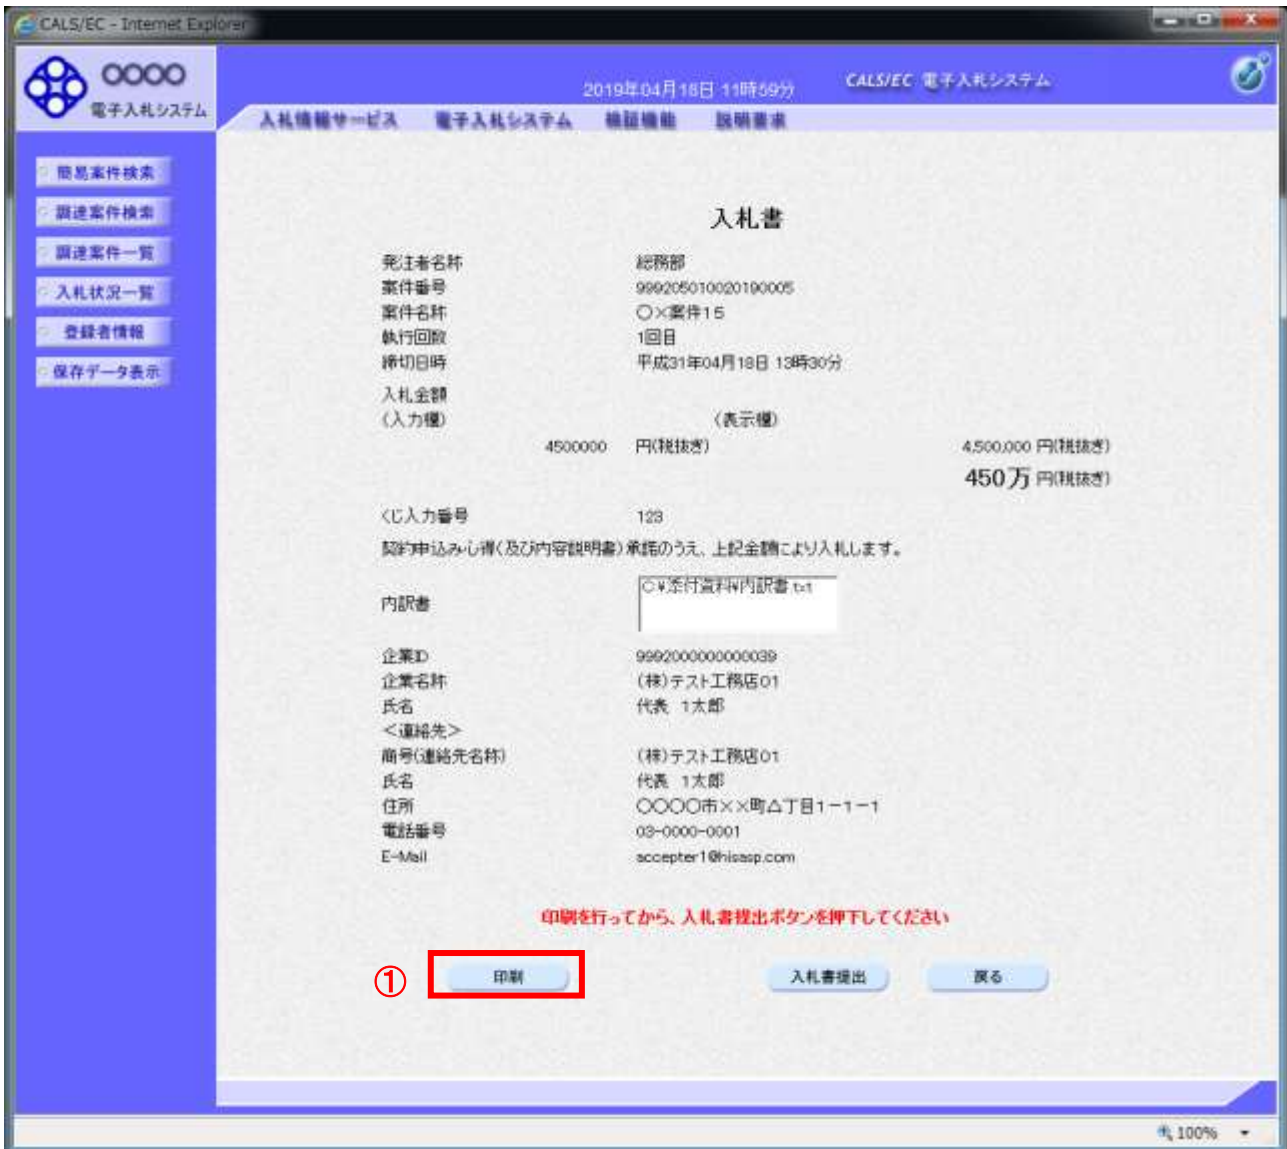 CALS/EC - Internet Explorer
○○○○
電子入札システム
2019年04月18日 11時59分
CALS/EC 電子入札システム
入札情報サービス 電子入札システム 検証機能 説明要求
簡易案件検索
調達案件検索
調達案件一覧
入札状況一覧
登録者情報
保存データ表示
入札書
発注者名称 総務部
案件番号 999205010020190005
案件名称 ○×案件15
執行回数 1回目
締切日時 平成31年04月18日 13時30分
入札金額
(入力欄) (表示欄)
4500000 円(税抜き) 4,500,000 円(税抜き)
450万 円(税抜き)
くじ入力番号 123
契約申込み心得(及び内容説明書)承諾のうえ、上記金額により入札します。
内訳書 C:¥添付資料¥内訳書.txt
企業ID 9992000000000039
企業名称 (株)テスト工務店01
氏名 代表 1太郎
<連絡先>
商号(連絡先名称) (株)テスト工務店01
氏名 代表 1太郎
住所 ○○○○市××町△丁目1-1-1
電話番号 03-0000-0001
E-Mail accepter1@hisasp.com
印刷を行ってから、入札書提出ボタンを押下してください
① 印刷 入札書提出 戻る
100%